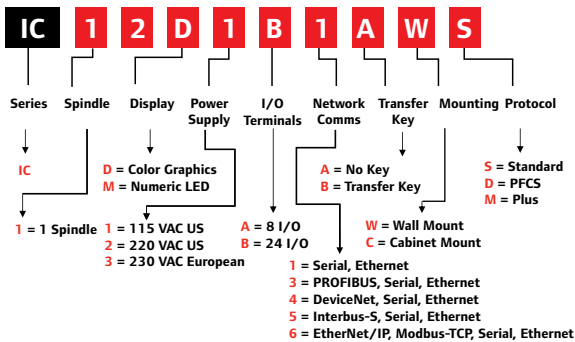 IC 1 2 D 1 B 1 A W S
Series Spindle Display Power Supply I/O Terminals Network Comms Transfer Key Mounting Protocol
IC
D = Color Graphics
M = Numeric LED
A = No Key
B = Transfer Key
S = Standard
D = PFCS
M = Plus
1 = 1 Spindle
1 = 115 VAC US
2 = 220 VAC US
3 = 230 VAC European
A = 8 I/O
B = 24 I/O
W = Wall Mount
C = Cabinet Mount
1 = Serial, Ethernet
3 = PROFIBUS, Serial, Ethernet
4 = DeviceNet, Serial, Ethernet
5 = Interbus-S, Serial, Ethernet
6 = EtherNet/IP, Modbus-TCP, Serial, Ethernet